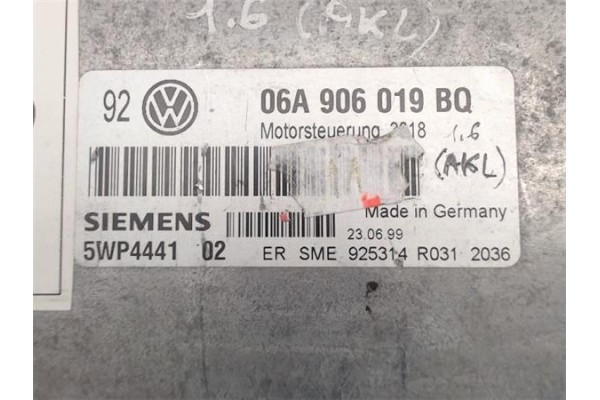 1.6 (AKL)
92 VW 06A 906 019 BQ
Motorsteuerung 2018 1,6
(AKL)
SIEMENS Made in Germany
23.06.99
5WP4441 02 ER SME 925314 R031 2036